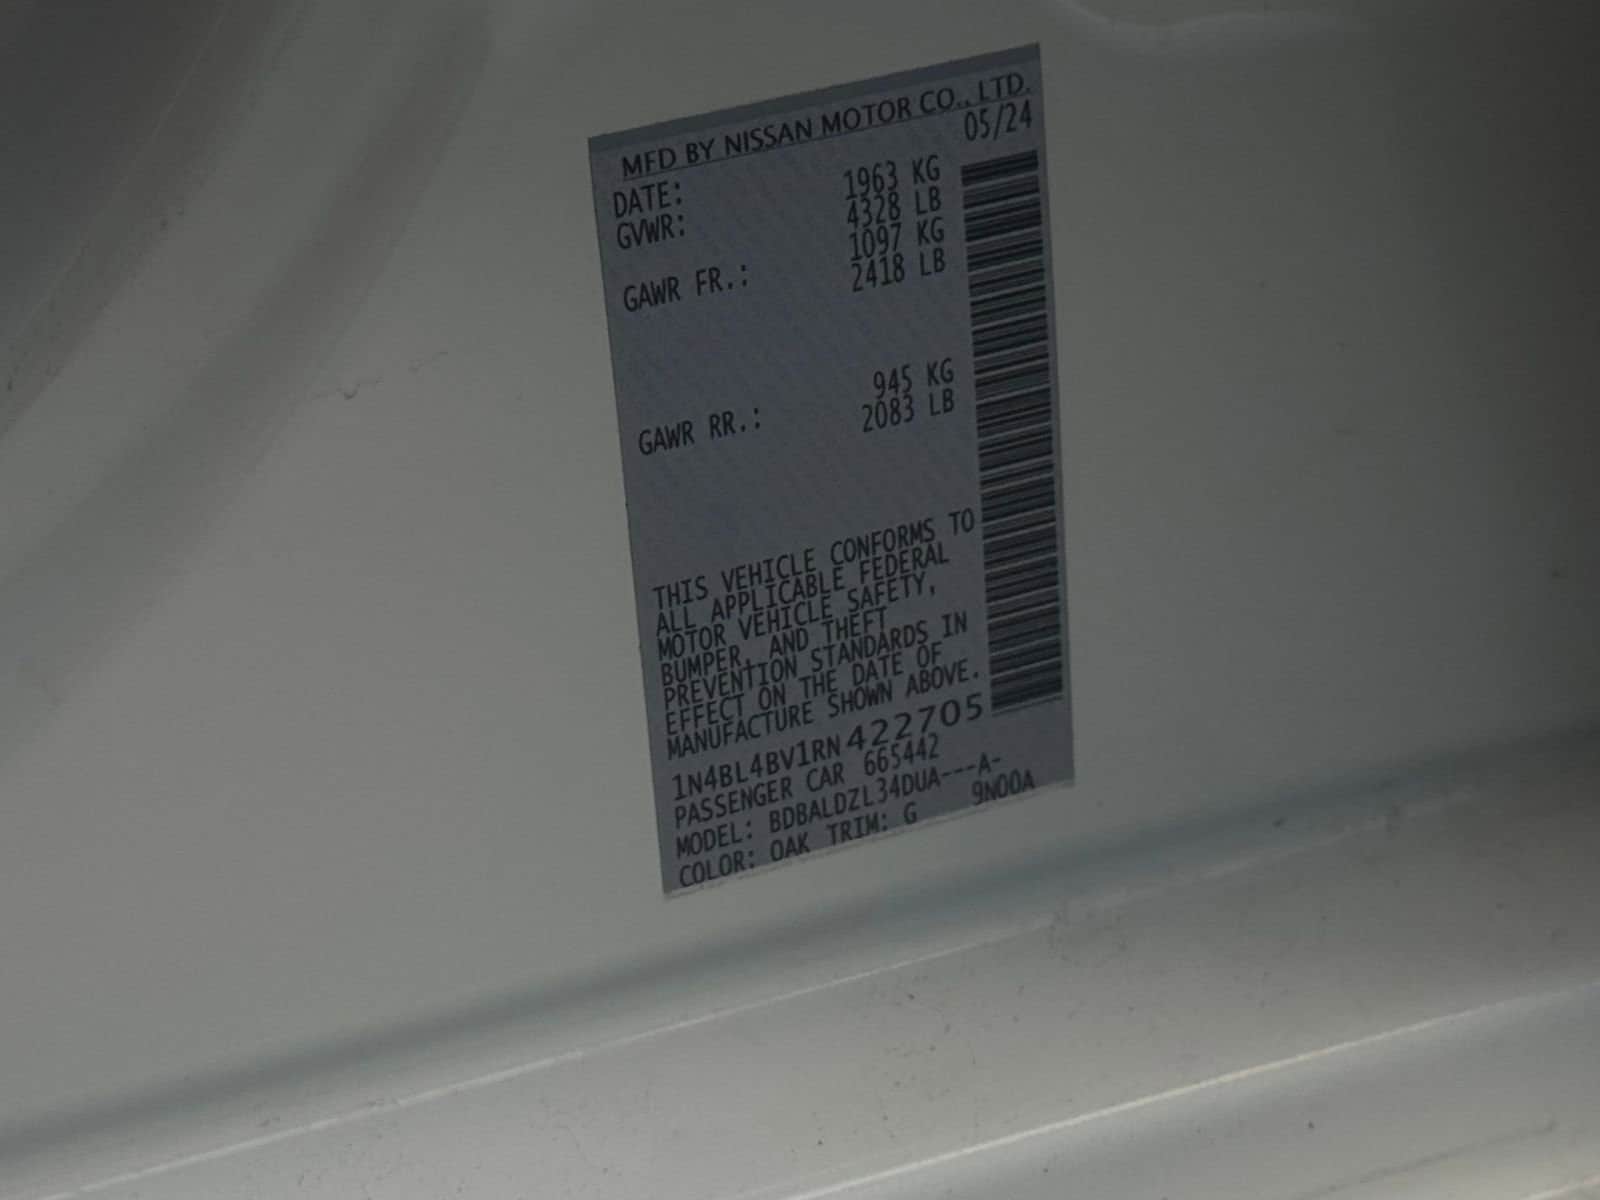 MFD BY NISSAN MOTOR CO., LTD.
DATE: 05/24
GVWR: 1963 KG
4328 LB
GAWR FR.: 1097 KG
2418 LB
GAWR RR.: 945 KG
2083 LB
THIS VEHICLE CONFORMS TO
ALL APPLICABLE FEDERAL
MOTOR VEHICLE SAFETY,
BUMPER, AND THEFT
PREVENTION STANDARDS IN
EFFECT ON THE DATE OF
MANUFACTURE SHOWN ABOVE.
1N4BL4BV1RN422705
PASSENGER CAR 665442
MODEL: BDBALDZL34DUA---A-
COLOR: OAK TRIM: G 9N00A